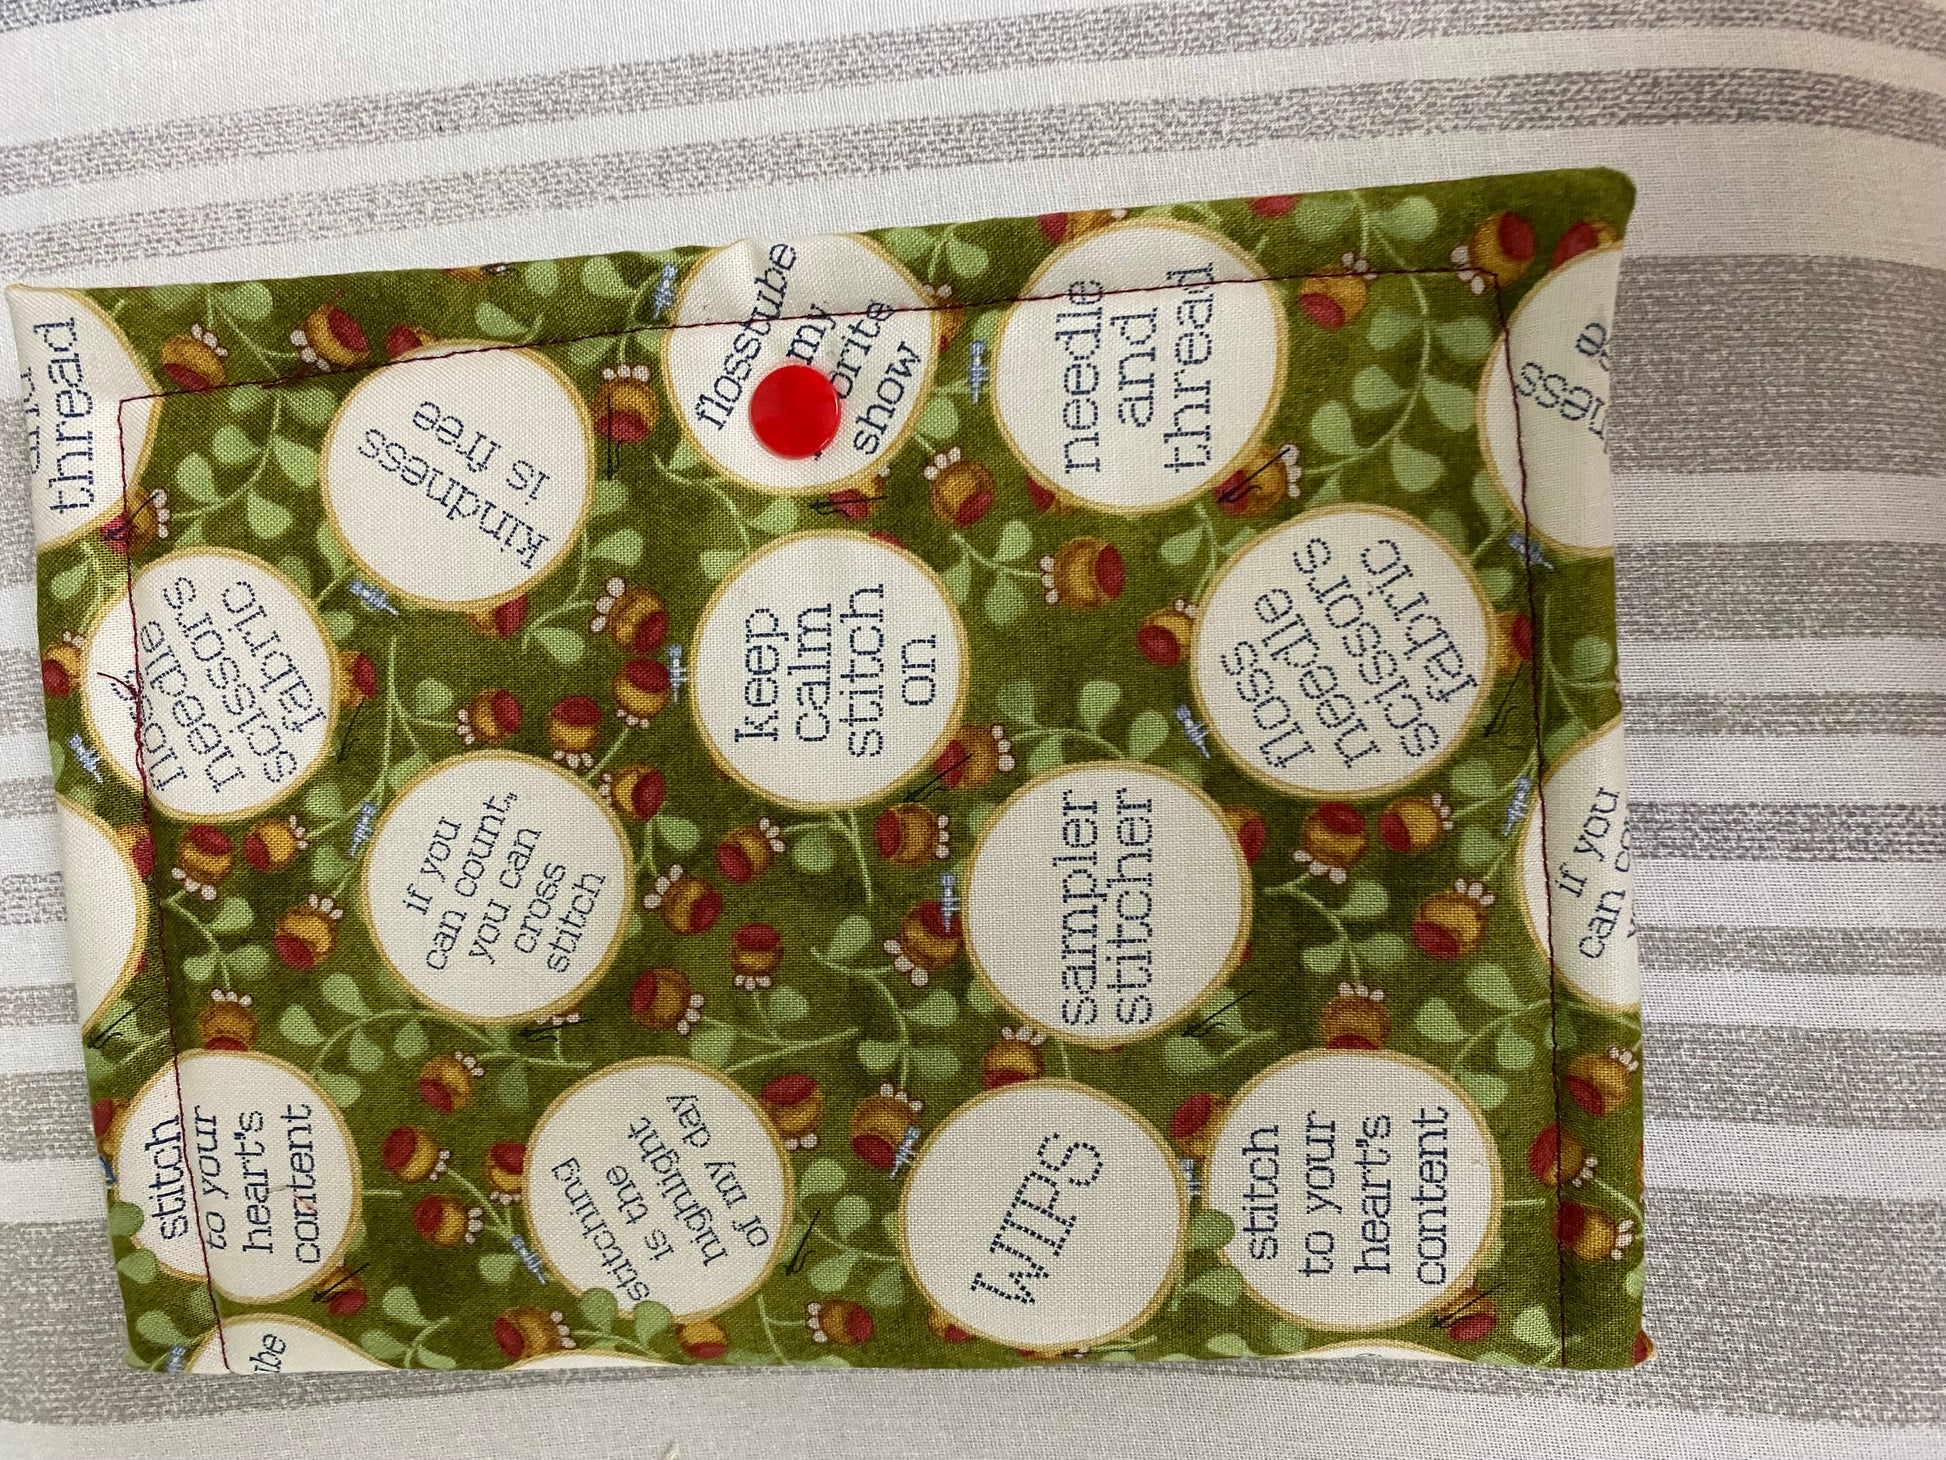 thread
kindness
is free
flosstube
my
show
needle
and
thread
needle
scissors
fabric
keep
calm
stitch
on
floss
needle
scissors
fabric
if you
can count,
you can
cross
stitch
sampler
stitcher
if you
can
stitch
to your
heart's
content
stitching
is the
highlight
of my day
WIPS
stitch
to your
heart's
content